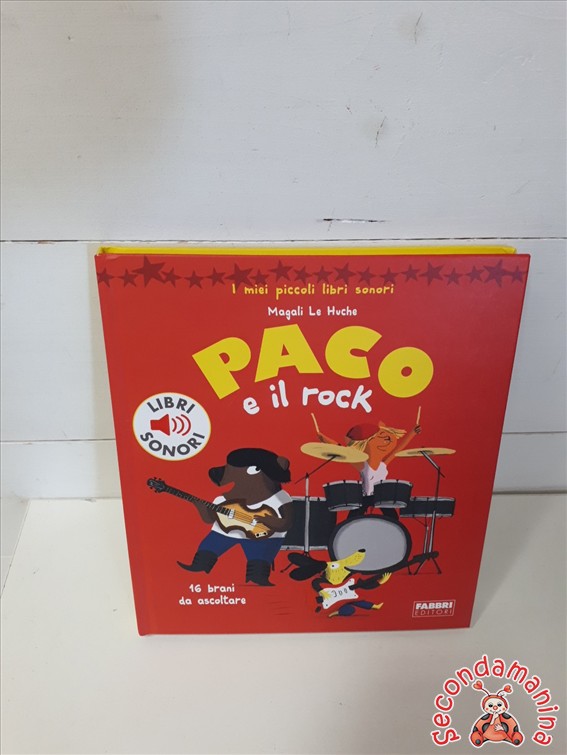 I miei piccoli libri sonori
Magali Le Huche
PACO
e il rock
LIBRI
SONORI
16 brani
da ascoltare
FABBRI
EDITORI
Secondamanina